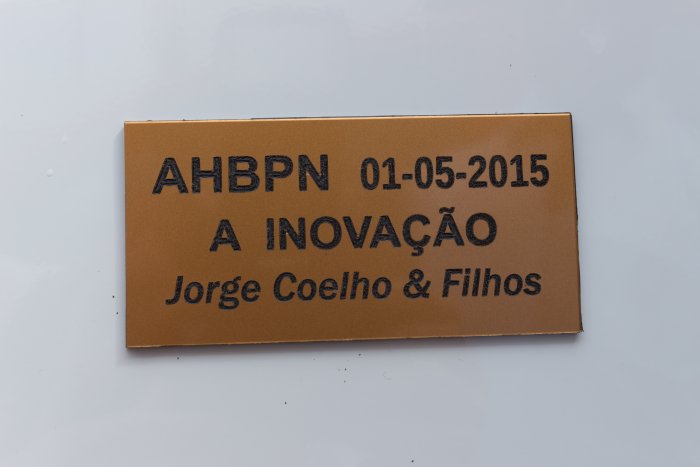 AHBPN 01-05-2015
A INOVAÇÃO
Jorge Coelho & Filhos